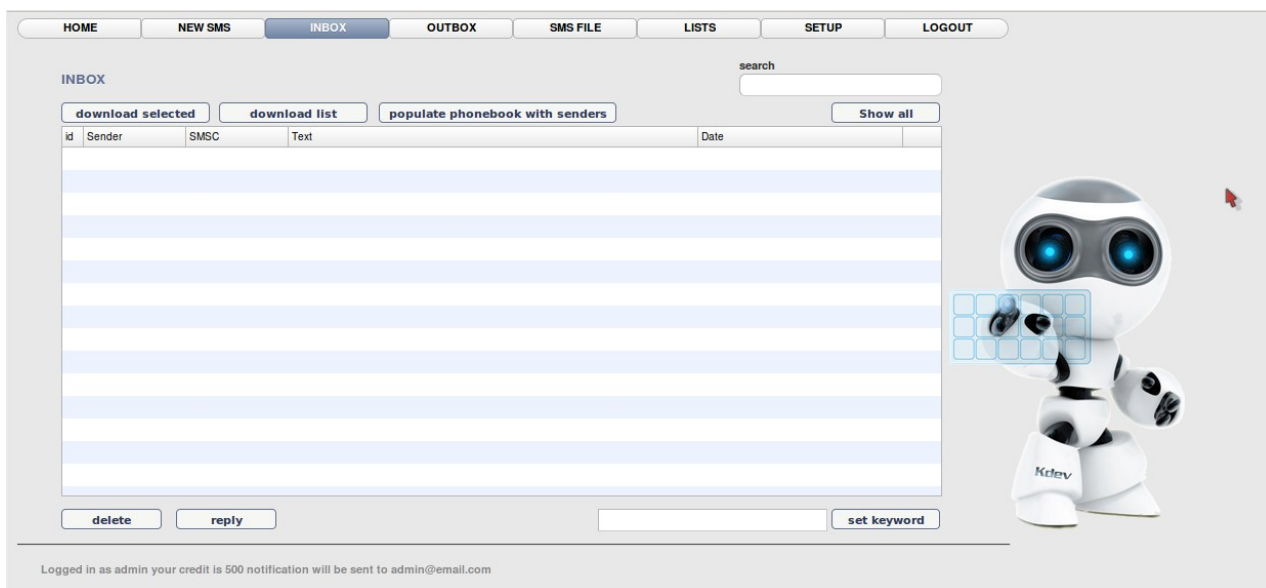 HOME NEW SMS INBOX OUTBOX SMS FILE LISTS SETUP LOGOUT
search
INBOX
download selected download list populate phonebook with senders Show all
id Sender SMSC Text Date
Kdev
delete reply set keyword
Logged in as admin your credit is 500 notification will be sent to admin@email.com